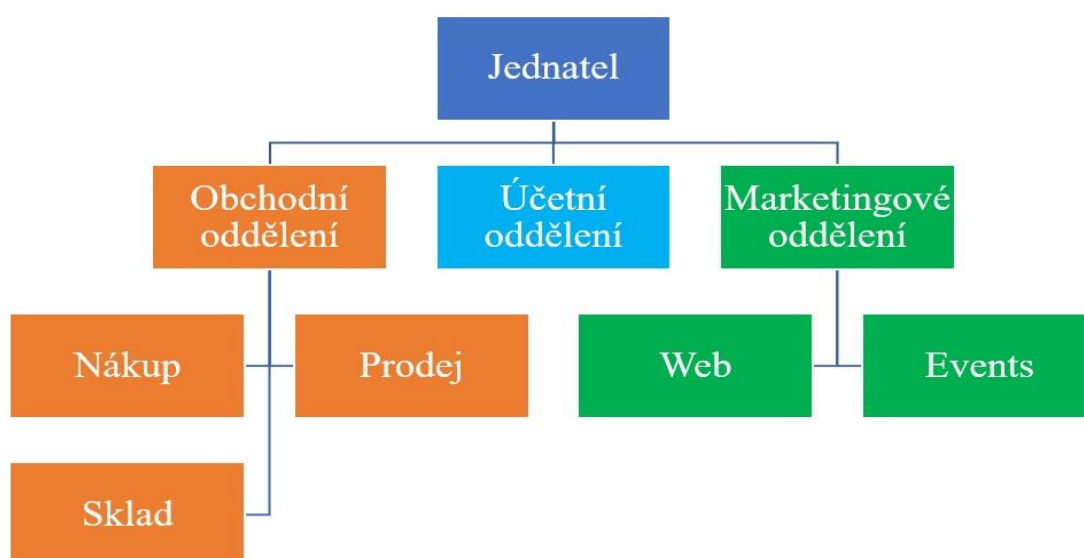 Jednatel
Obchodní
oddělení
Účetní
oddělení
Marketingové
oddělení
Nákup
Prodej
Web
Events
Sklad